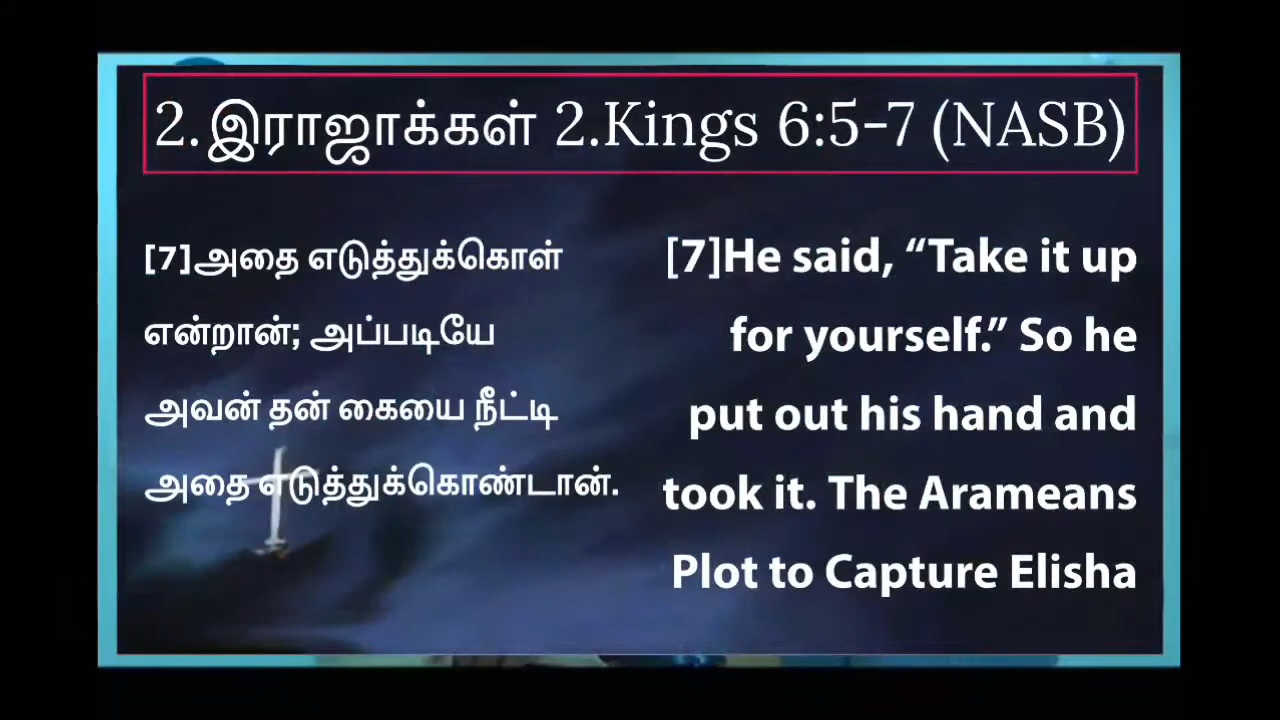 2.இராஜாக்கள் 2.Kings 6:5-7 (NASB)
[7]அதை எடுத்துக்கொள்
என்றான்; அப்படியே
அவன் தன் கையை நீட்டி
அதை எடுத்துக்கொண்டான்.
[7]He said, “Take it up
for yourself.” So he
put out his hand and
took it. The Arameans
Plot to Capture Elisha